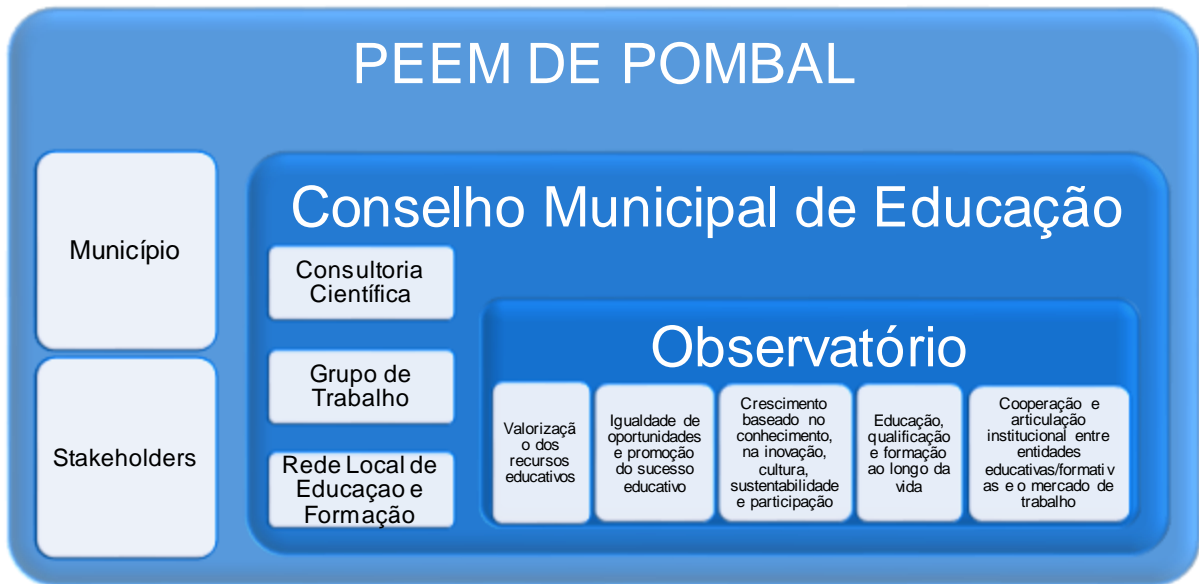 PEEM DE POMBAL
Município
Stakeholders
Conselho Municipal de Educação
Consultoria
Científica
Grupo de
Trabalho
Rede Local de
Educaçao e
Formação
Observatório
Valorizaçã
o dos
recursos
educativos
Igualdade de
oportunidades
e promoção
do sucesso
educativo
Crescimento
baseado no
conhecimento,
na inovação,
cultura,
sustentabilidade
e participação
Educação,
qualificação
e formação
ao longo da
vida
Cooperação e
articulação
institucional entre
entidades
educativas/formativ
as e o mercado de
trabalho